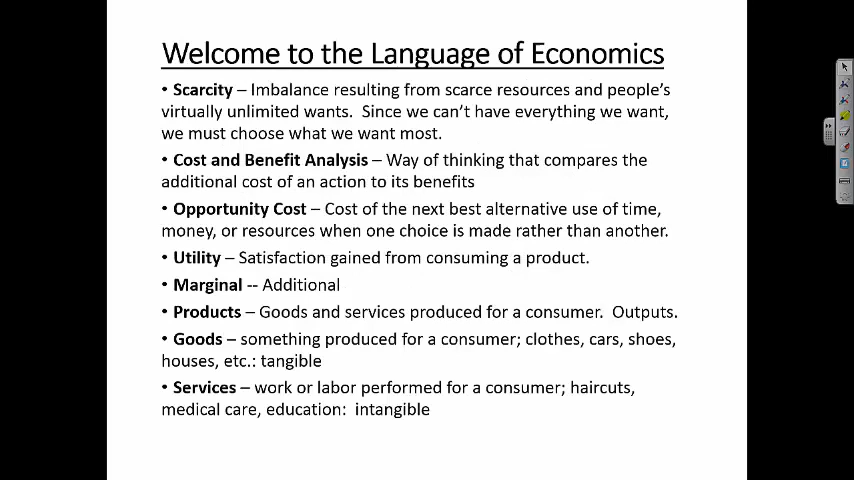 Welcome to the Language of Economics
• Scarcity – Imbalance resulting from scarce resources and people's
virtually unlimited wants.  Since we can't have everything we want,
we must choose what we want most.
• Cost and Benefit Analysis – Way of thinking that compares the
additional cost of an action to its benefits
• Opportunity Cost – Cost of the next best alternative use of time,
money, or resources when one choice is made rather than another.
• Utility – Satisfaction gained from consuming a product.
• Marginal -- Additional
• Products – Goods and services produced for a consumer.  Outputs.
• Goods – something produced for a consumer; clothes, cars, shoes,
houses, etc.: tangible
• Services – work or labor performed for a consumer; haircuts,
medical care, education:  intangible